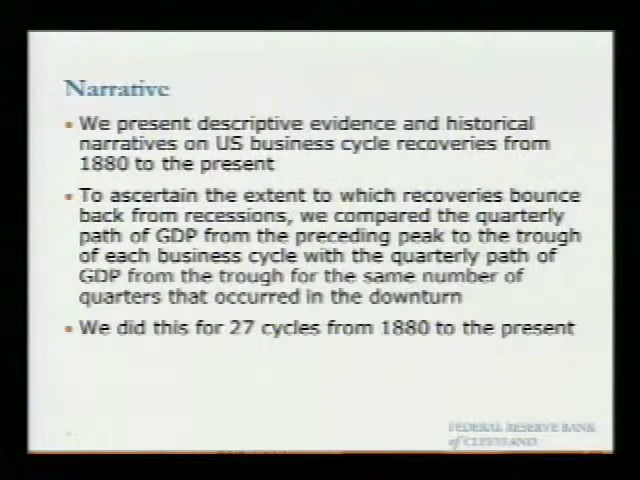 Narrative
We present descriptive evidence and historical
narratives on US business cycle recoveries from
1880 to the present
To ascertain the extent to which recoveries bounce
back from recessions, we compared the quarterly
path of GDP from the preceding peak to the trough
of each business cycle with the quarterly path of
GDP from the trough for the same number of
quarters that occurred in the downturn
We did this for 27 cycles from 1880 to the present
FEDERAL RESERVE BANK
of CLEVELAND